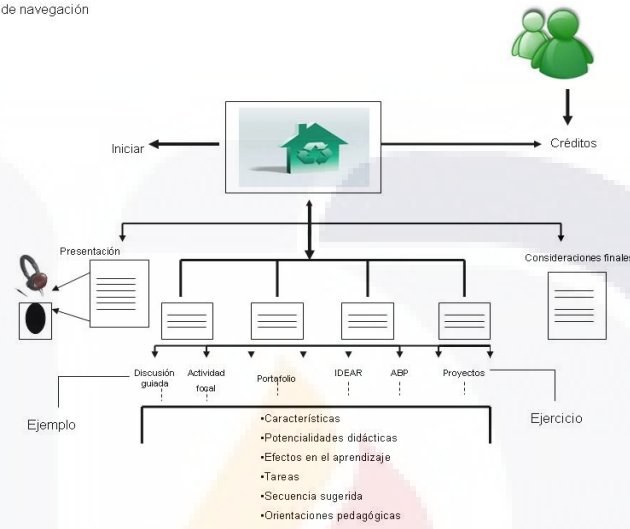 de navegación
Iniciar
Créditos
Presentación
Consideraciones finales
Discusión
guiada
Actividad
focal
Portafolio
IDEAR
ABP
Proyectos
Ejemplo
Ejercicio
▪Características
▪Potencialidades didácticas
▪Efectos en el aprendizaje
▪Tareas
▪Secuencia sugerida
▪Orientaciones pedagógicas